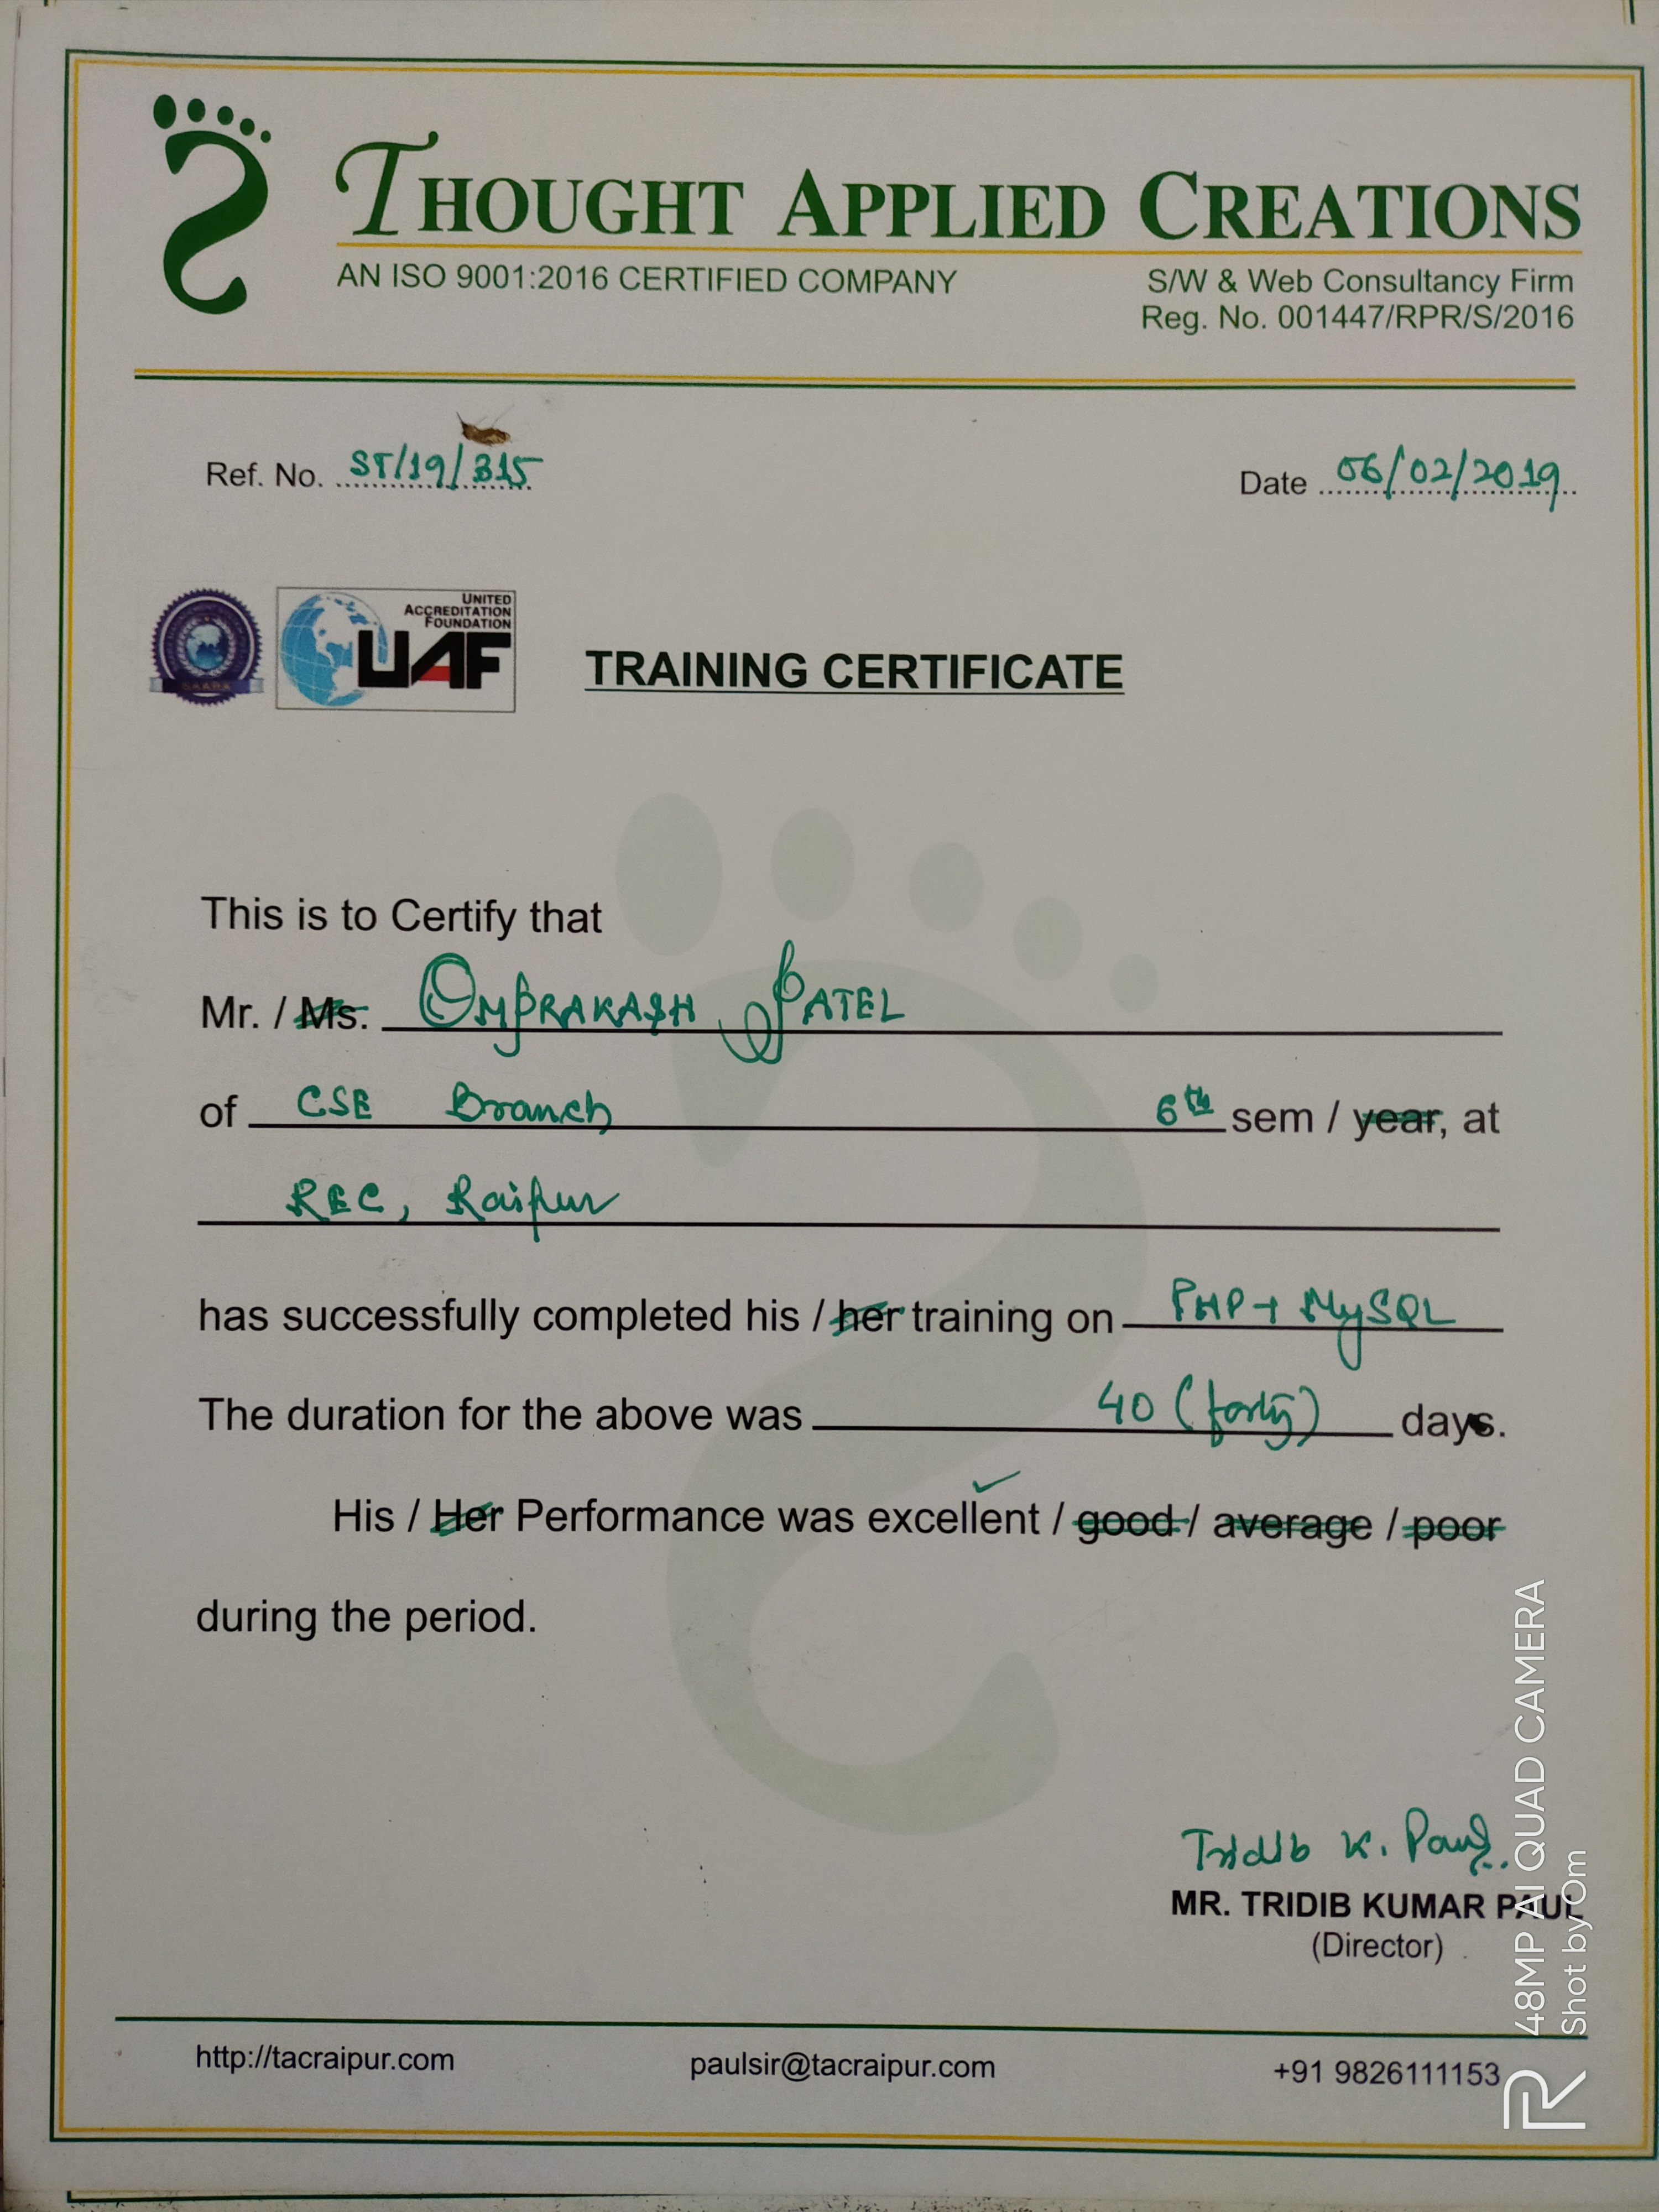 THOUGHT APPLIED CREATIONS
AN ISO 9001:2016 CERTIFIED COMPANY
S/W & Web Consultancy Firm
Reg. No. 001447/RPR/S/2016
Ref. No. ST/19/315
Date 06/02/2019
UNITED
ACCREDITATION
FOUNDATION
UAF
TRAINING CERTIFICATE
This is to Certify that
Mr. / Ms. OMPRAKASH PATEL
of CSE Branch 6th sem / year, at
REC, Raipur
has successfully completed his / her training on PHP + MySQL
The duration for the above was 40 (forty) days.
His / Her Performance was excellent / good / average / poor
during the period.
Tridib K. Paul
MR. TRIDIB KUMAR PAUL
(Director)
http://tacraipur.com
paulsir@tacraipur.com
+91 9826111153
48MP AI QUAD CAMERA
Shot by Om